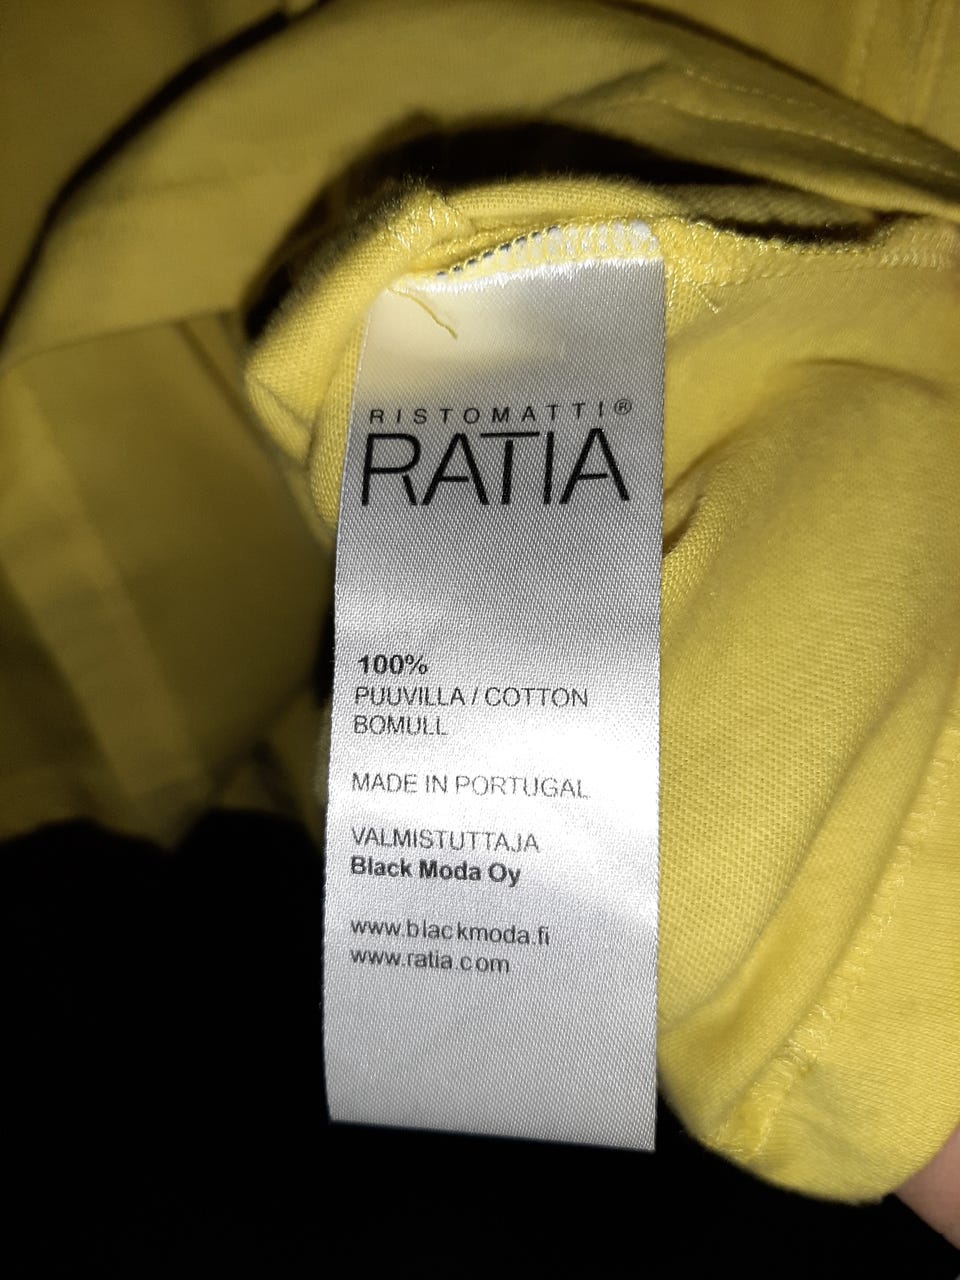 RISTOMATTI®
RATIA
100%
PUUVILLA / COTTON
BOMULL
MADE IN PORTUGAL
VALMISTUTTAJA
Black Moda Oy
www.blackmoda.fi
www.ratia.com